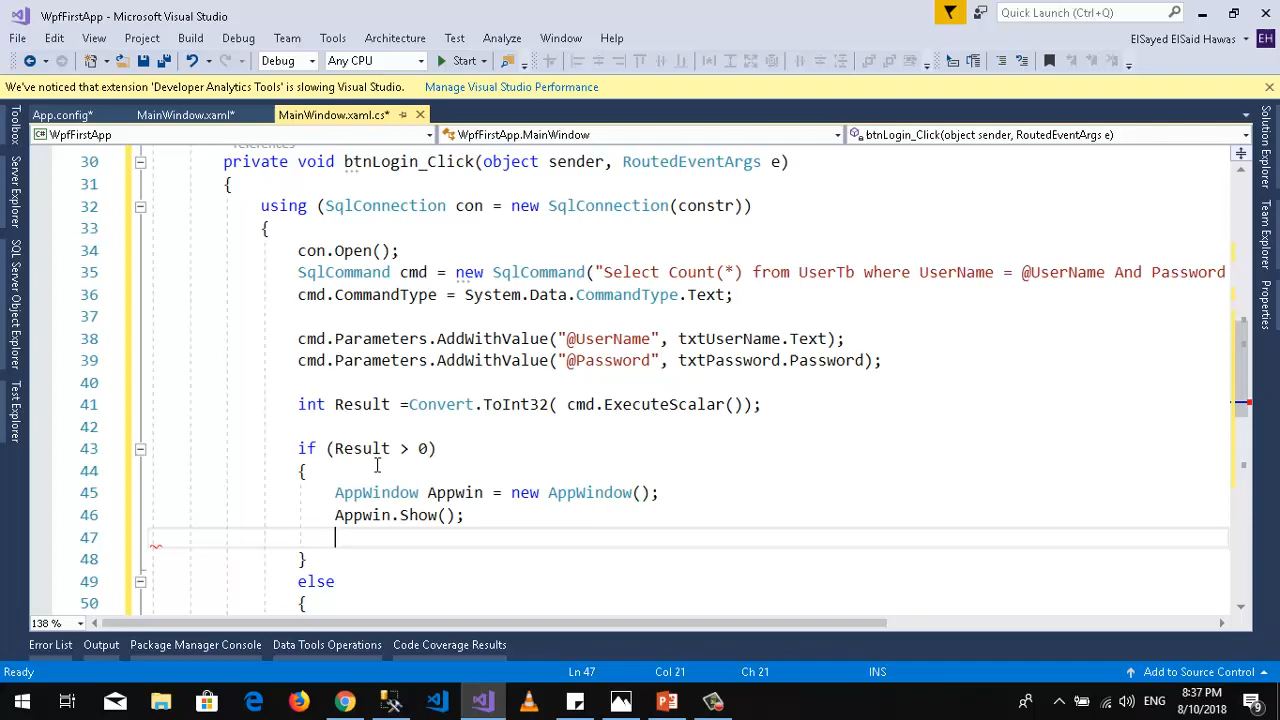 WpfFirstApp - Microsoft Visual Studio
Quick Launch (Ctrl+Q)
File Edit View Project Build Debug Team Tools Architecture Test Analyze Window Help
ElSayed ElSaid Hawas EH
Debug Any CPU Start
We've noticed that extension 'Developer Analytics Tools' is slowing Visual Studio. Manage Visual Studio Performance
App.config* MainWindow.xaml* MainWindow.xaml.cs*
WpfFirstApp WpfFirstApp.MainWindow btnLogin_Click(object sender, RoutedEventArgs e)
30 private void btnLogin_Click(object sender, RoutedEventArgs e)
31 {
32 using (SqlConnection con = new SqlConnection(constr))
33 {
34 con.Open();
35 SqlCommand cmd = new SqlCommand("Select Count(*) from UserTb where UserName = @UserName And Password
36 cmd.CommandType = System.Data.CommandType.Text;
37
38 cmd.Parameters.AddWithValue("@UserName", txtUserName.Text);
39 cmd.Parameters.AddWithValue("@Password", txtPassword.Password);
40
41 int Result =Convert.ToInt32( cmd.ExecuteScalar());
42
43 if (Result > 0)
44 {
45 AppWindow Appwin = new AppWindow();
46 Appwin.Show();
47
48 }
49 else
50 {
Toolbox
Server Explorer
SQL Server Object Explorer
Test Explorer
Solution Explorer
Team Explorer
Properties
138 %
Error List Output Package Manager Console Data Tools Operations Code Coverage Results
Ready Ln 47 Col 21 Ch 21 INS Add to Source Control
ENG 8:37 PM
8/10/2018